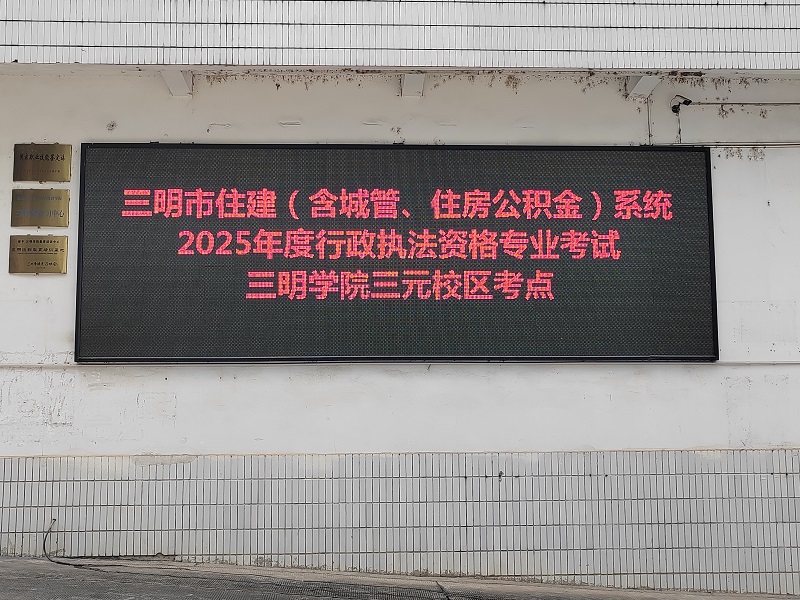 三明市住建（含城管、住房公积金）系统
2025年度行政执法资格专业考试
三明学院三元校区考点